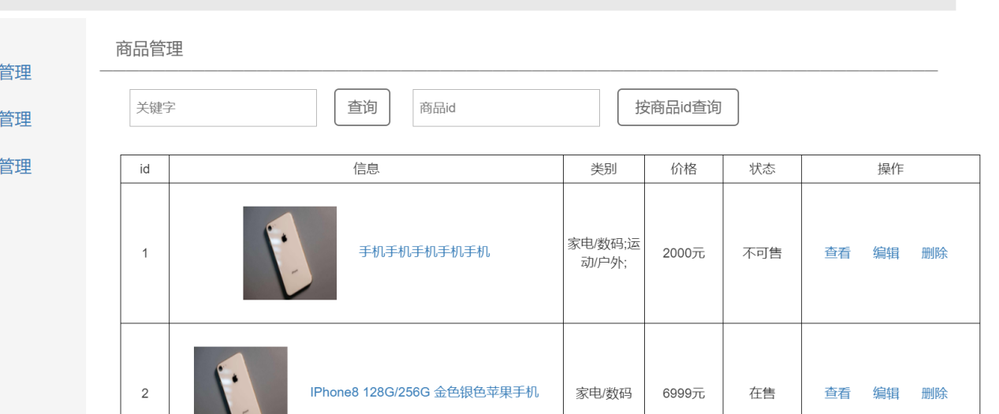 商品管理
管理
管理
管理
关键字 查询 商品id 按商品id查询
id 信息 类别 价格 状态 操作
1 手机手机手机手机手机 家电/数码;运动/户外; 2000元 不可售 查看 编辑 删除
2 IPhone8 128G/256G 金色银色苹果手机 家电/数码 6999元 在售 查看 编辑 删除